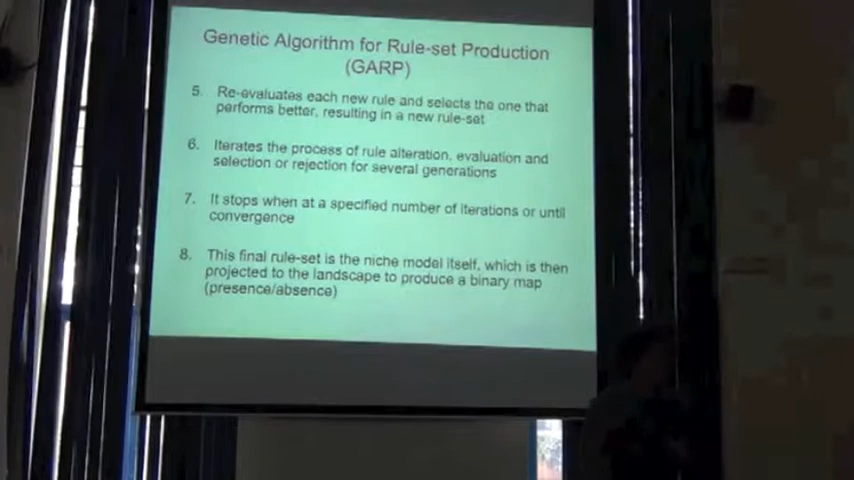 Genetic Algorithm for Rule-set Production
(GARP)
5. Re-evaluates each new rule and selects the one that
performs better, resulting in a new rule-set
6. Iterates the process of rule alteration, evaluation and
selection or rejection for several generations
7. It stops when at a specified number of iterations or until
convergence
8. This final rule-set is the niche model itself, which is then
projected to the landscape to produce a binary map
(presence/absence)